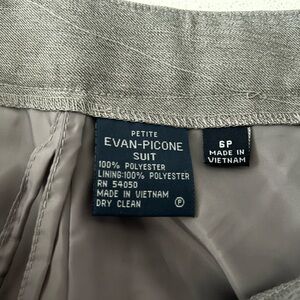 PETITE
EVAN-PICONE
SUIT
100% POLYESTER
LINING:100% POLYESTER
RN 54050
MADE IN VIETNAM
DRY CLEAN
P
6P
MADE IN
VIETNAM